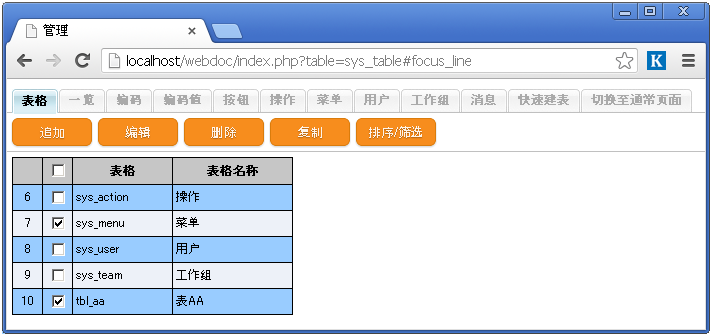 管理
localhost/webdoc/index.php?table=sys_table#focus_line
表格 一览 编码 编码值 按钮 操作 菜单 用户 工作组 消息 快速建表 切换至通常页面
追加 编辑 删除 复制 排序/筛选
表格 表格名称
6 sys_action 操作
7 sys_menu 菜单
8 sys_user 用户
9 sys_team 工作组
10 tbl_aa 表AA